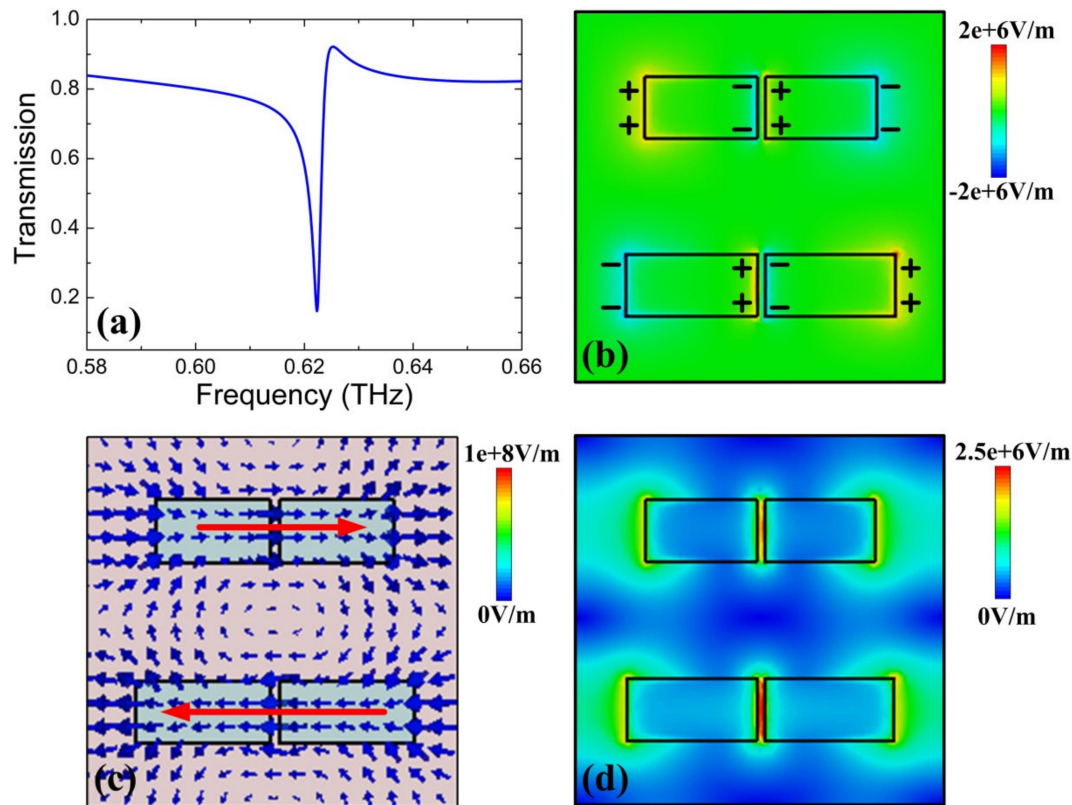 1.0
0.8
0.6
0.4
0.2
Transmission
(a)
0.58 0.60 0.62 0.64 0.66
Frequency (THz)
2e+6V/m
-2e+6V/m
+ − + −
+ − + −
− + − +
− + − +
(b)
1e+8V/m
0V/m
(c)
2.5e+6V/m
0V/m
(d)